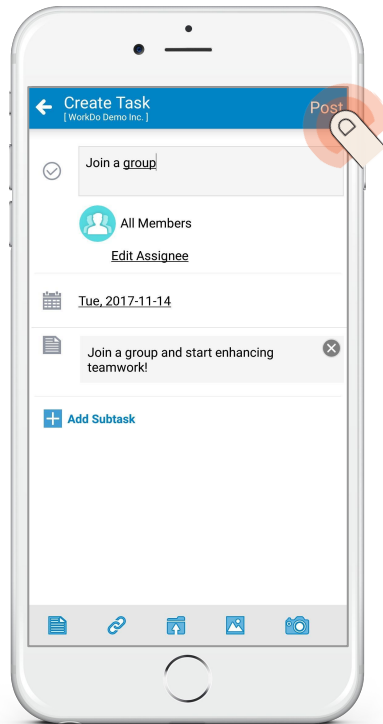 Create Task
[ WorkDo Demo Inc. ]
Post
Join a group
All Members
Edit Assignee
Tue, 2017-11-14
Join a group and start enhancing
teamwork!
Add Subtask